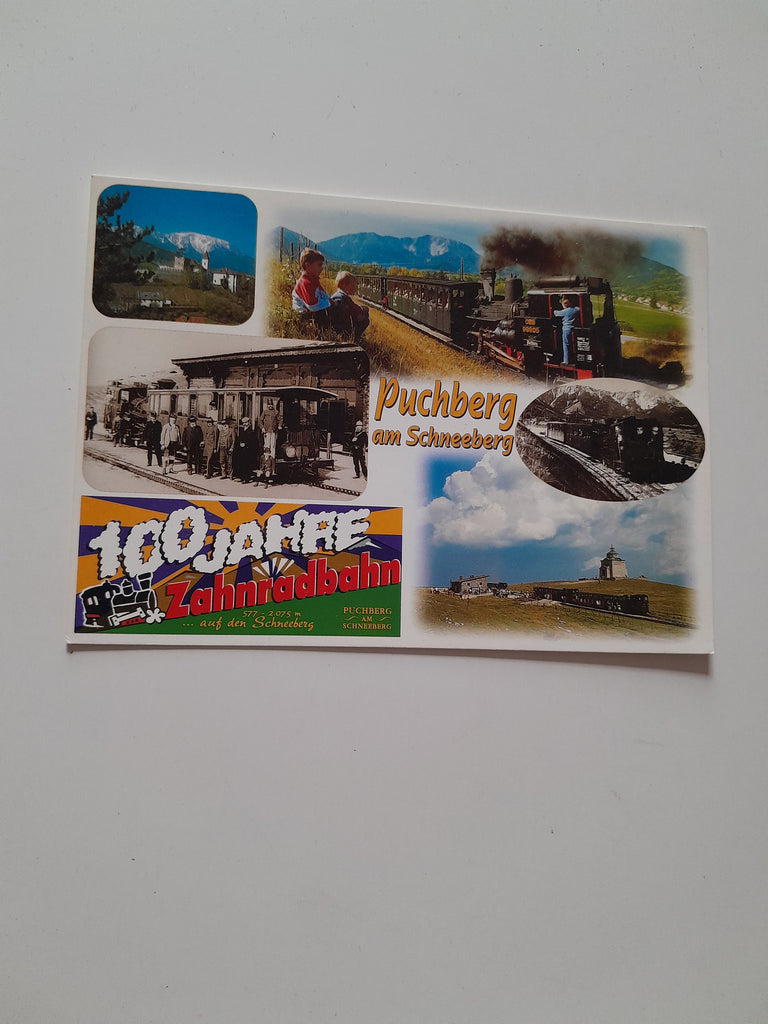 Puchberg
am Schneeberg
100 JAHRE
Zahnradbahn
577 - 2.075 m
... auf den Schneeberg
PUCHBERG
AM
SCHNEEBERG